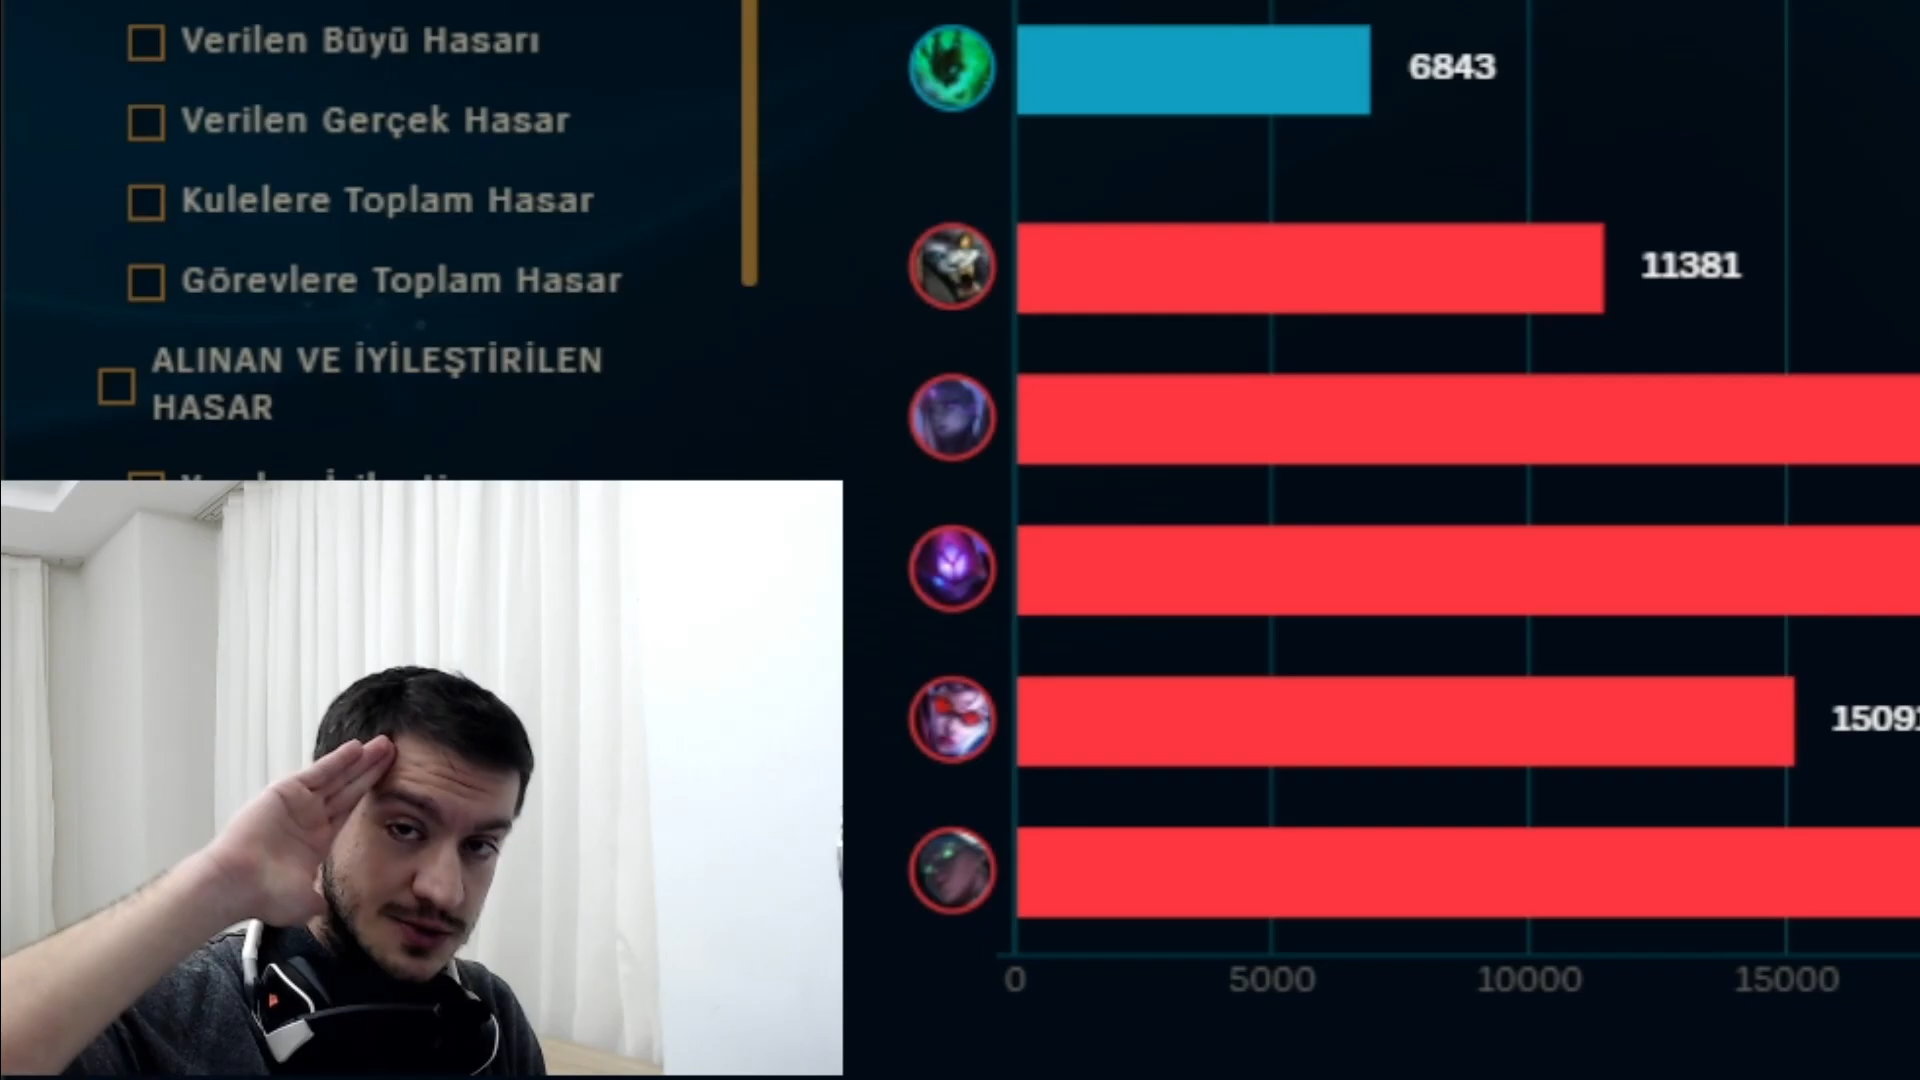 Verilen Büyü Hasarı
Verilen Gerçek Hasar
Kulelere Toplam Hasar
Görevlere Toplam Hasar
ALINAN VE İYİLEŞTİRİLEN
HASAR
6843
11381
0
5000
10000
15000